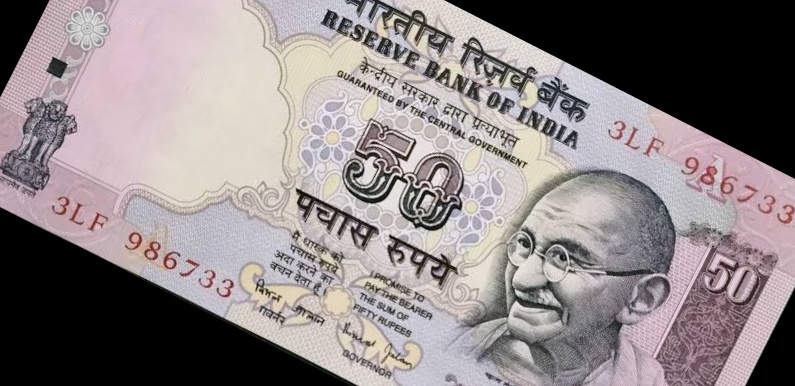 भारतीय रिज़र्व बैंक
RESERVE BANK OF INDIA
केन्द्रीय सरकार द्वारा प्रत्याभूत
GUARANTEED BY THE CENTRAL GOVERNMENT
3LF 986733
50
पचास रुपये
50
3LF 986733
मैं धारक को
पचास रुपये
अदा करने का
वचन देता हूँ।
I PROMISE TO
PAY THE BEARER
THE SUM OF
FIFTY RUPEES
गवर्नर
GOVERNOR